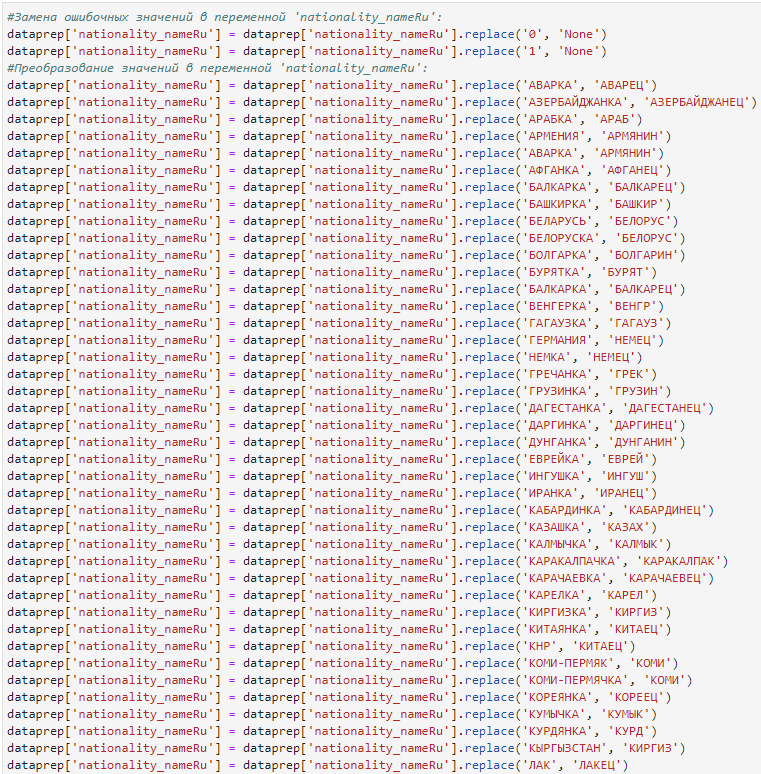 #Замена ошибочных значений в переменной 'nationality_nameRu':
dataprep['nationality_nameRu'] = dataprep['nationality_nameRu'].replace('0', 'None')
dataprep['nationality_nameRu'] = dataprep['nationality_nameRu'].replace('1', 'None')
#Преобразование значений в переменной 'nationality_nameRu':
dataprep['nationality_nameRu'] = dataprep['nationality_nameRu'].replace('АВАРКА', 'АВАРЕЦ')
dataprep['nationality_nameRu'] = dataprep['nationality_nameRu'].replace('АЗЕРБАЙДЖАНКА', 'АЗЕРБАЙДЖАНЕЦ')
dataprep['nationality_nameRu'] = dataprep['nationality_nameRu'].replace('АРАБКА', 'АРАБ')
dataprep['nationality_nameRu'] = dataprep['nationality_nameRu'].replace('АРМЕНИЯ', 'АРМЯНИН')
dataprep['nationality_nameRu'] = dataprep['nationality_nameRu'].replace('АВАРКА', 'АРМЯНИН')
dataprep['nationality_nameRu'] = dataprep['nationality_nameRu'].replace('АФГАНКА', 'АФГАНЕЦ')
dataprep['nationality_nameRu'] = dataprep['nationality_nameRu'].replace('БАЛКАРКА', 'БАЛКАРЕЦ')
dataprep['nationality_nameRu'] = dataprep['nationality_nameRu'].replace('БАШКИРКА', 'БАШКИР')
dataprep['nationality_nameRu'] = dataprep['nationality_nameRu'].replace('БЕЛАРУСЬ', 'БЕЛОРУС')
dataprep['nationality_nameRu'] = dataprep['nationality_nameRu'].replace('БЕЛОРУСКА', 'БЕЛОРУС')
dataprep['nationality_nameRu'] = dataprep['nationality_nameRu'].replace('БОЛГАРКА', 'БОЛГАРИН')
dataprep['nationality_nameRu'] = dataprep['nationality_nameRu'].replace('БУРЯТКА', 'БУРЯТ')
dataprep['nationality_nameRu'] = dataprep['nationality_nameRu'].replace('БАЛКАРКА', 'БАЛКАРЕЦ')
dataprep['nationality_nameRu'] = dataprep['nationality_nameRu'].replace('ВЕНГЕРКА', 'ВЕНГР')
dataprep['nationality_nameRu'] = dataprep['nationality_nameRu'].replace('ГАГАУЗКА', 'ГАГАУЗ')
dataprep['nationality_nameRu'] = dataprep['nationality_nameRu'].replace('ГЕРМАНИЯ', 'НЕМЕЦ')
dataprep['nationality_nameRu'] = dataprep['nationality_nameRu'].replace('НЕМКА', 'НЕМЕЦ')
dataprep['nationality_nameRu'] = dataprep['nationality_nameRu'].replace('ГРЕЧАНКА', 'ГРЕК')
dataprep['nationality_nameRu'] = dataprep['nationality_nameRu'].replace('ГРУЗИНКА', 'ГРУЗИН')
dataprep['nationality_nameRu'] = dataprep['nationality_nameRu'].replace('ДАГЕСТАНКА', 'ДАГЕСТАНЕЦ')
dataprep['nationality_nameRu'] = dataprep['nationality_nameRu'].replace('ДАРГИНКА', 'ДАРГИНЕЦ')
dataprep['nationality_nameRu'] = dataprep['nationality_nameRu'].replace('ДУНГАНКА', 'ДУНГАНИН')
dataprep['nationality_nameRu'] = dataprep['nationality_nameRu'].replace('ЕВРЕЙКА', 'ЕВРЕЙ')
dataprep['nationality_nameRu'] = dataprep['nationality_nameRu'].replace('ИНГУШКА', 'ИНГУШ')
dataprep['nationality_nameRu'] = dataprep['nationality_nameRu'].replace('ИРАНКА', 'ИРАНЕЦ')
dataprep['nationality_nameRu'] = dataprep['nationality_nameRu'].replace('КАБАРДИНКА', 'КАБАРДИНЕЦ')
dataprep['nationality_nameRu'] = dataprep['nationality_nameRu'].replace('КАЗАШКА', 'КАЗАХ')
dataprep['nationality_nameRu'] = dataprep['nationality_nameRu'].replace('КАЛМЫЧКА', 'КАЛМЫК')
dataprep['nationality_nameRu'] = dataprep['nationality_nameRu'].replace('КАРАКАЛПАЧКА', 'КАРАКАЛПАК')
dataprep['nationality_nameRu'] = dataprep['nationality_nameRu'].replace('КАРАЧАЕВКА', 'КАРАЧАЕВЕЦ')
dataprep['nationality_nameRu'] = dataprep['nationality_nameRu'].replace('КАРЕЛКА', 'КАРЕЛ')
dataprep['nationality_nameRu'] = dataprep['nationality_nameRu'].replace('КИРГИЗКА', 'КИРГИЗ')
dataprep['nationality_nameRu'] = dataprep['nationality_nameRu'].replace('КИТАЯНКА', 'КИТАЕЦ')
dataprep['nationality_nameRu'] = dataprep['nationality_nameRu'].replace('КНР', 'КИТАЕЦ')
dataprep['nationality_nameRu'] = dataprep['nationality_nameRu'].replace('КОМИ-ПЕРМЯК', 'КОМИ')
dataprep['nationality_nameRu'] = dataprep['nationality_nameRu'].replace('КОМИ-ПЕРМЯЧКА', 'КОМИ')
dataprep['nationality_nameRu'] = dataprep['nationality_nameRu'].replace('КОРЕЯНКА', 'КОРЕЕЦ')
dataprep['nationality_nameRu'] = dataprep['nationality_nameRu'].replace('КУМЫЧКА', 'КУМЫК')
dataprep['nationality_nameRu'] = dataprep['nationality_nameRu'].replace('КУРДЯНКА', 'КУРД')
dataprep['nationality_nameRu'] = dataprep['nationality_nameRu'].replace('КЫРГЫЗСТАН', 'КИРГИЗ')
dataprep['nationality_nameRu'] = dataprep['nationality_nameRu'].replace('ЛАК', 'ЛАКЕЦ')